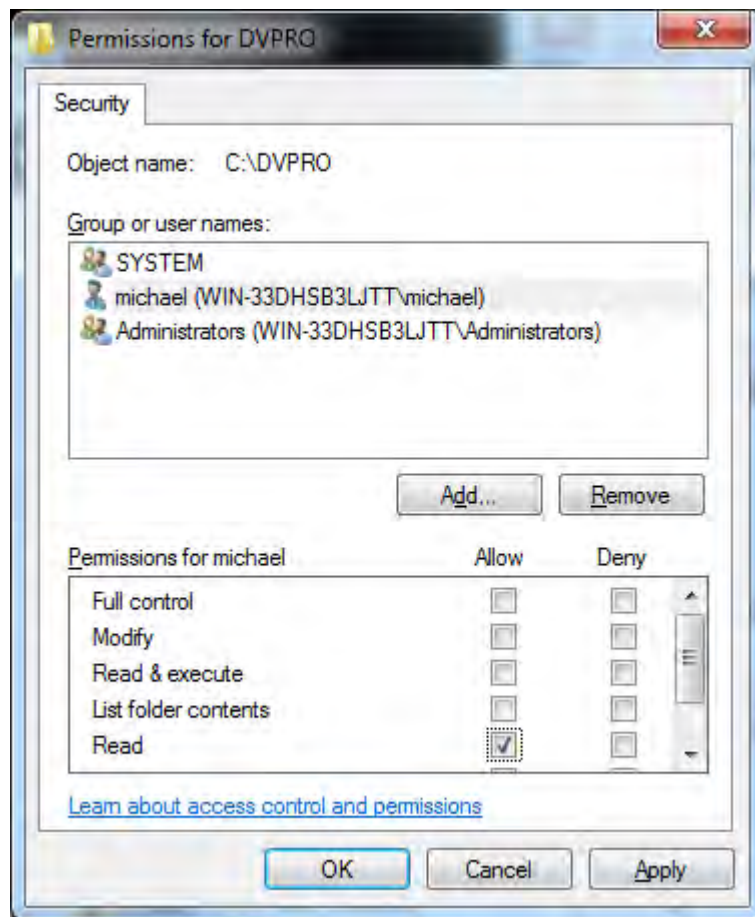 Permissions for DVPRO
Security
Object name: C:\DVPRO
Group or user names:
SYSTEM
michael (WIN-33DHSB3LJTT\michael)
Administrators (WIN-33DHSB3LJTT\Administrators)
Add... Remove
Permissions for michael Allow Deny
Full control
Modify
Read & execute
List folder contents
Read
Learn about access control and permissions
OK Cancel Apply